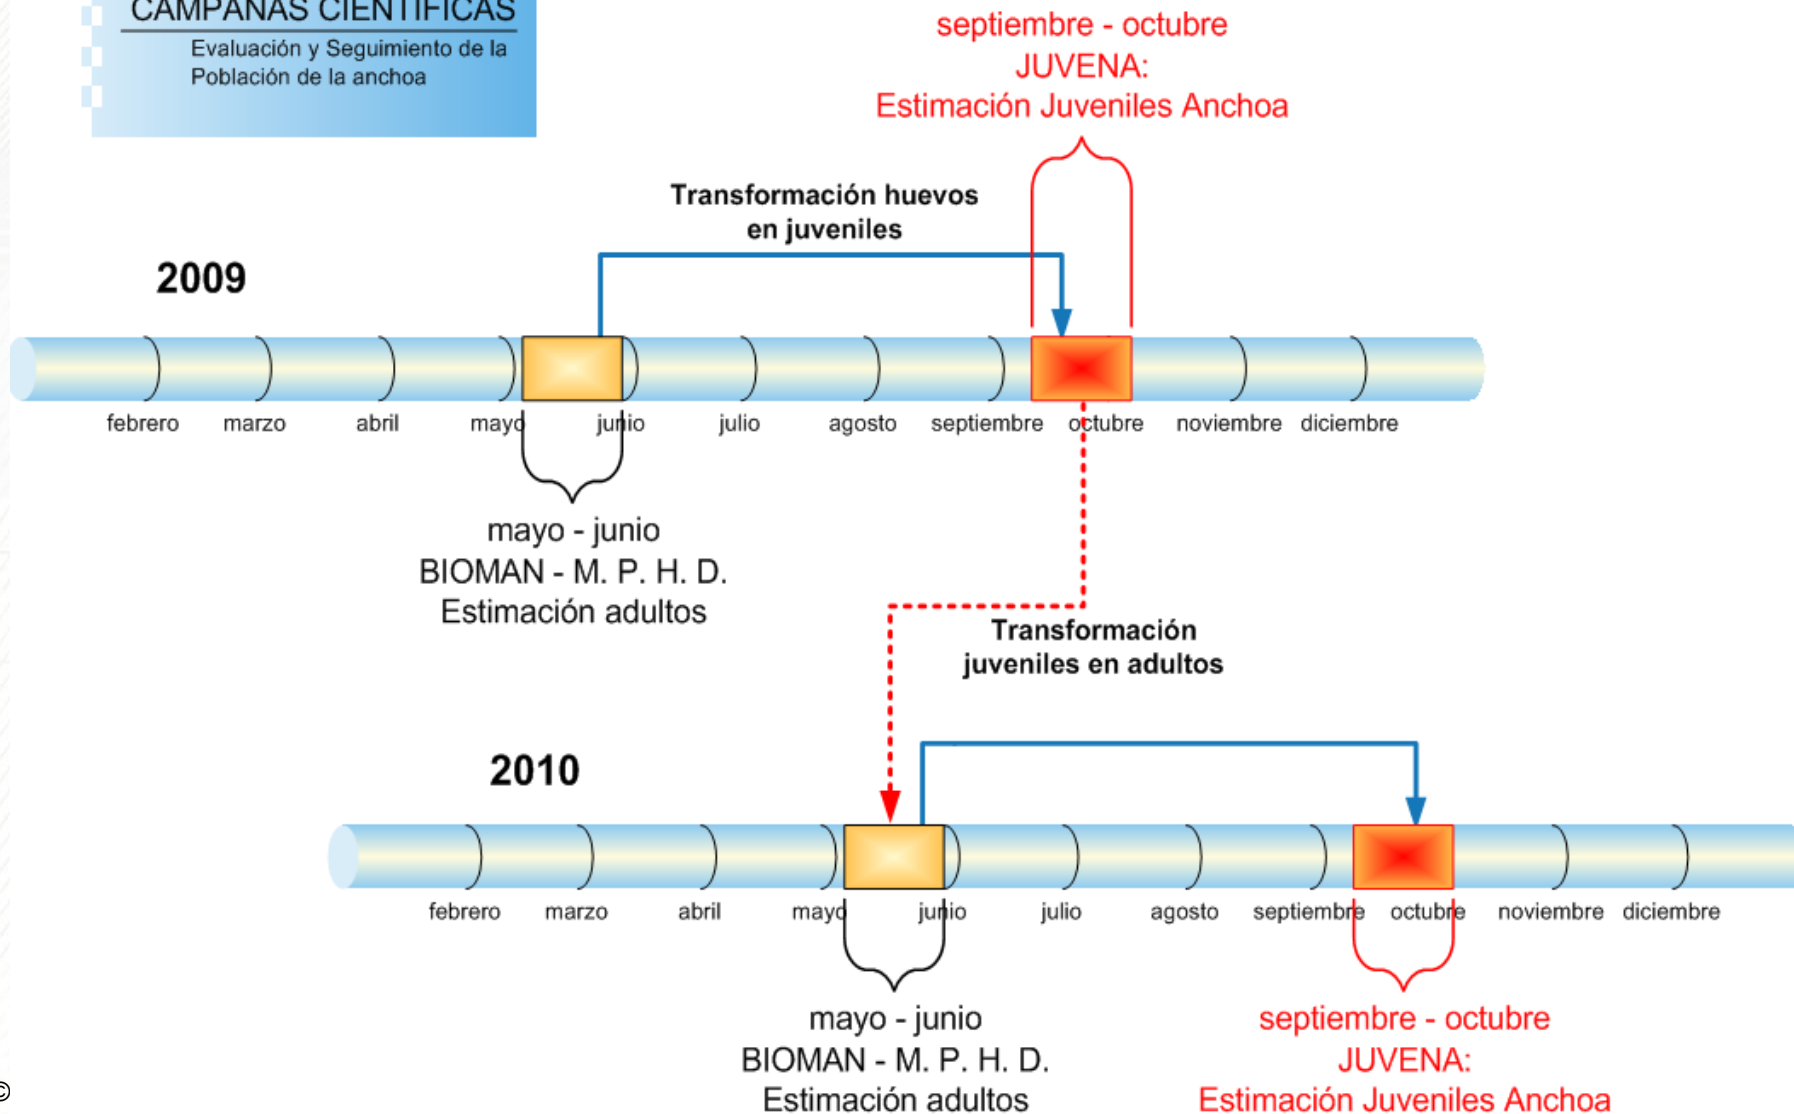 CAMPAÑAS CIENTÍFICAS
Evaluación y Seguimiento de la
Población de la anchoa
septiembre - octubre
JUVENA:
Estimación Juveniles Anchoa
Transformación huevos
en juveniles
2009
febrero marzo abril mayo junio julio agosto septiembre octubre noviembre diciembre
mayo - junio
BIOMAN - M. P. H. D.
Estimación adultos
Transformación
juveniles en adultos
2010
febrero marzo abril mayo junio julio agosto septiembre octubre noviembre diciembre
mayo - junio
BIOMAN - M. P. H. D.
Estimación adultos
septiembre - octubre
JUVENA:
Estimación Juveniles Anchoa
©